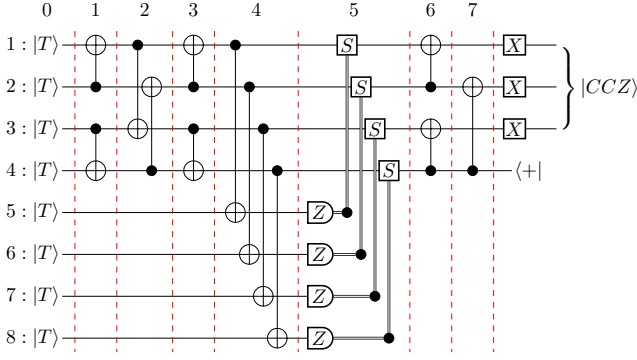 0 1 2 3 4 5 6 7
1 : |T⟩ S X
2 : |T⟩ S X |CCZ⟩
3 : |T⟩ S X
4 : |T⟩ S ⟨+|
5 : |T⟩ Z
6 : |T⟩ Z
7 : |T⟩ Z
8 : |T⟩ Z